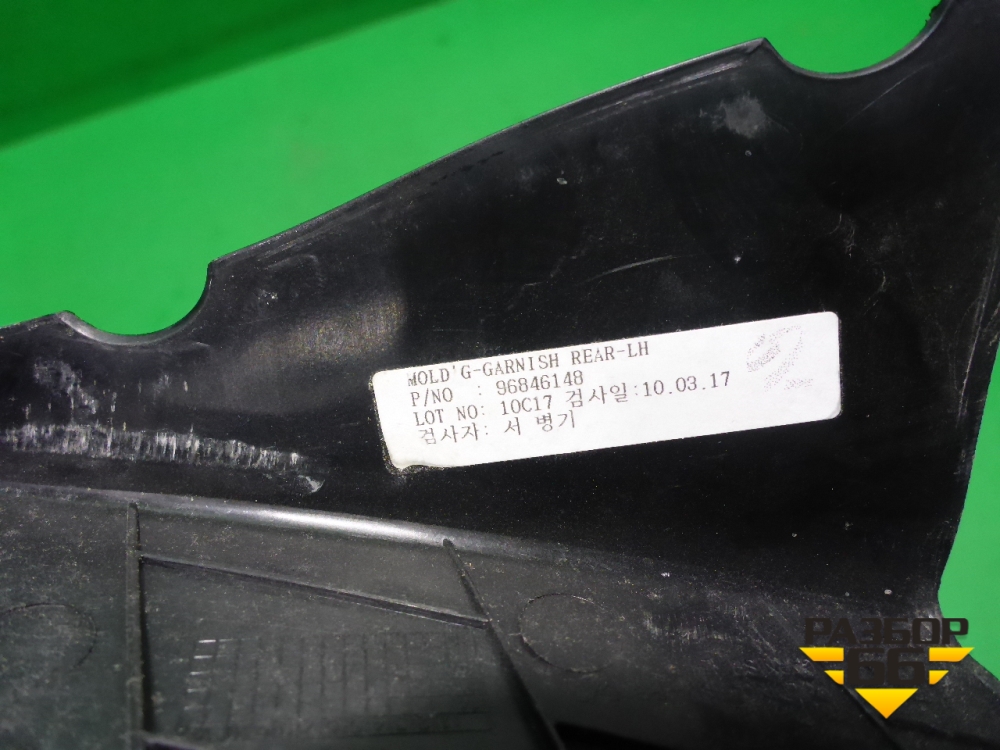 MOLD'G-GARNISH REAR-LH
P/NO : 96846148
LOT NO: 10C17 검사일:10.03.17
검사자: 서 병기
РАЗБОР
66